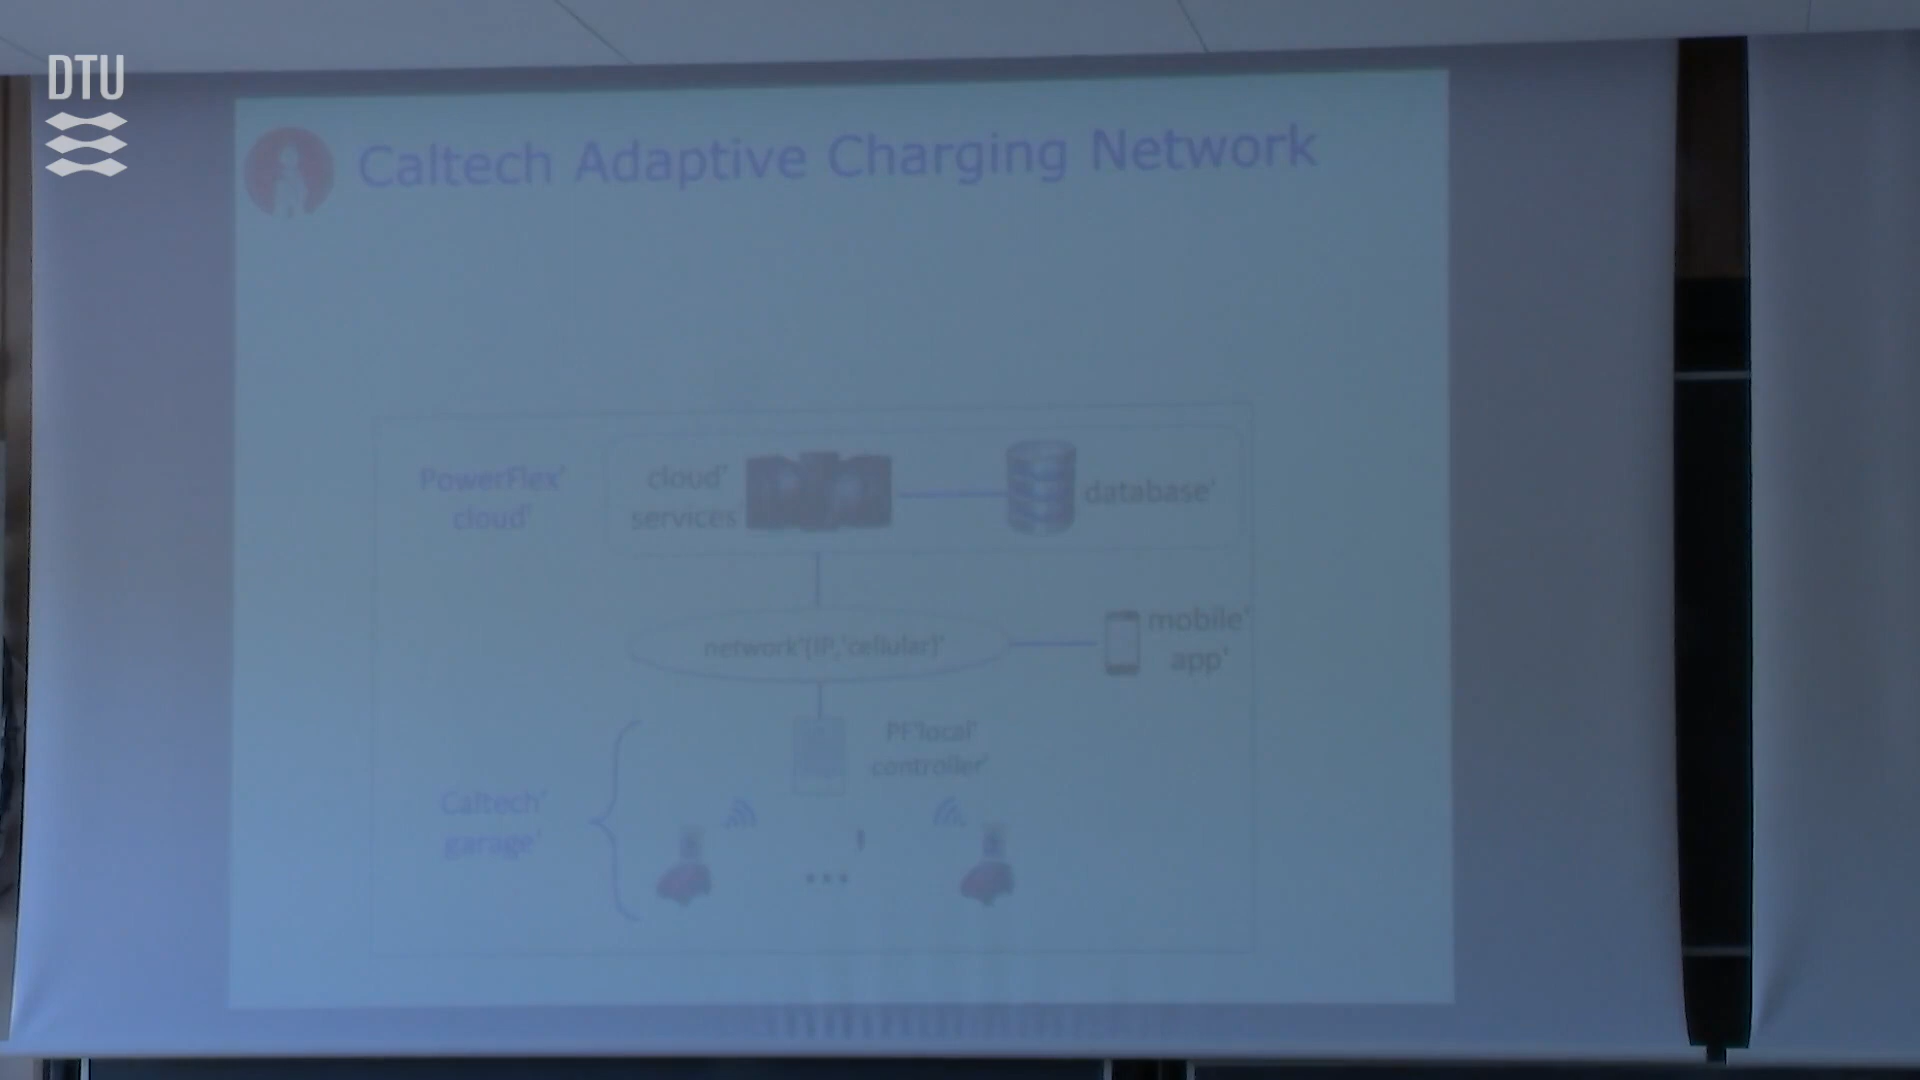 DTU
Caltech Adaptive Charging Network
PowerFlex'
cloud'
cloud'
services
database'
network'(IP,'cellular)'
mobile'
app'
PF'local'
controller'
Caltech'
garage'
...